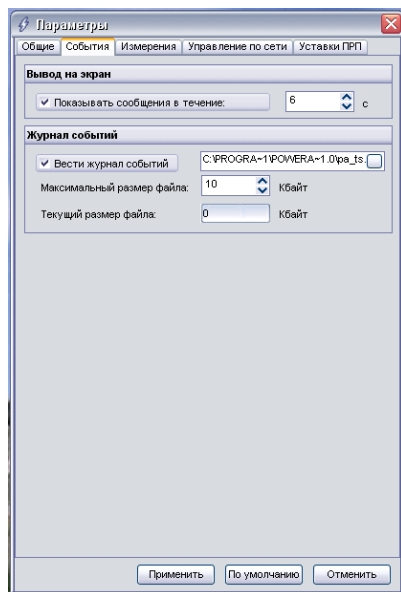 Параметры
Общие События Измерения Управление по сети Уставки ПРП
Вывод на экран
Показывать сообщения в течение: 6 с
Журнал событий
Вести журнал событий C:\PROGRA~1\POWERA~1.0\pa_ts.
Максимальный размер файла: 10 Кбайт
Текущий размер файла: 0 Кбайт
Применить По умолчанию Отменить